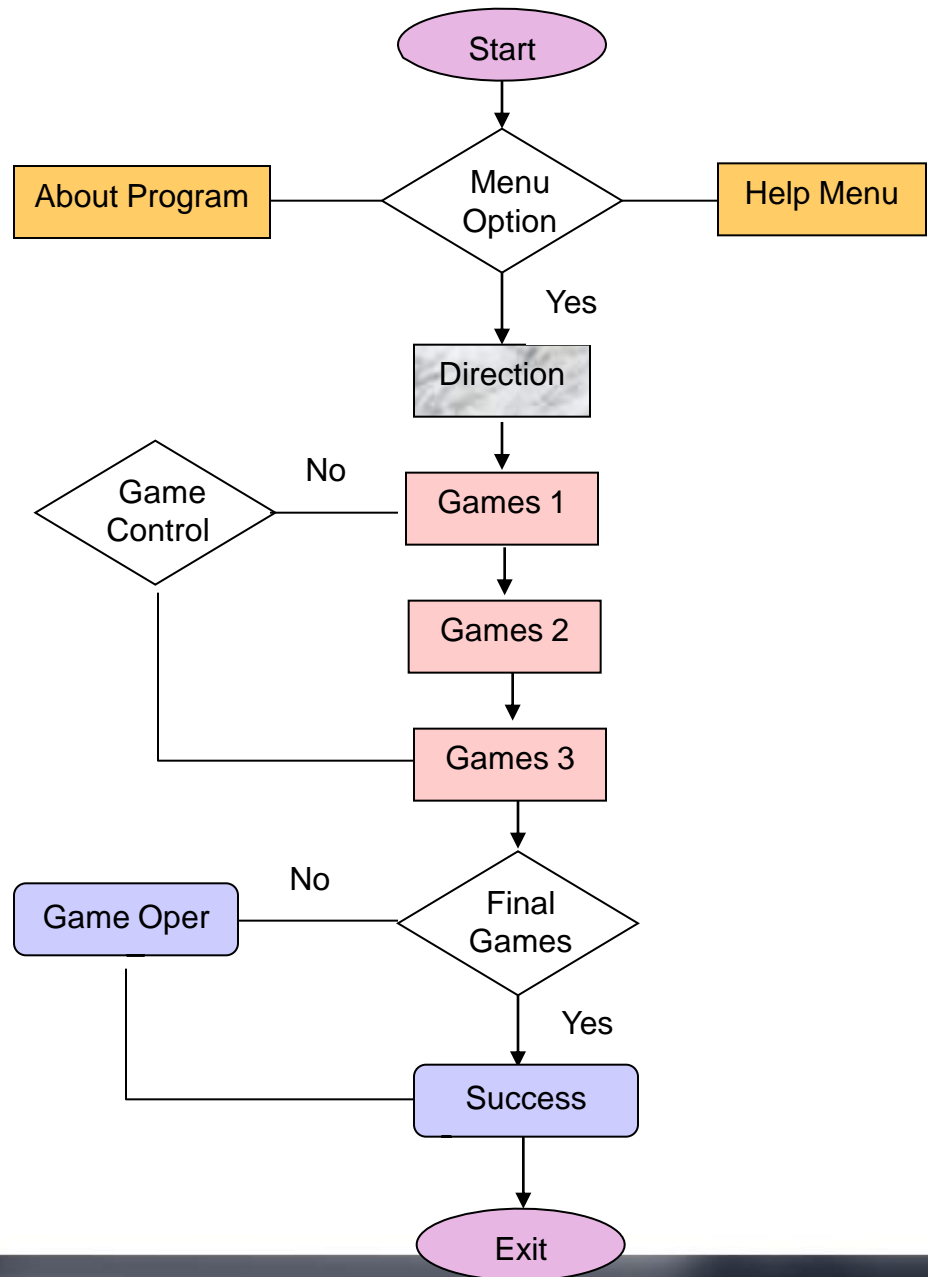 Start
Menu
Option
About Program
Help Menu
Yes
Direction
No
Game
Control
Games 1
Games 2
Games 3
No
Final
Games
Game Oper
Yes
Success
Exit